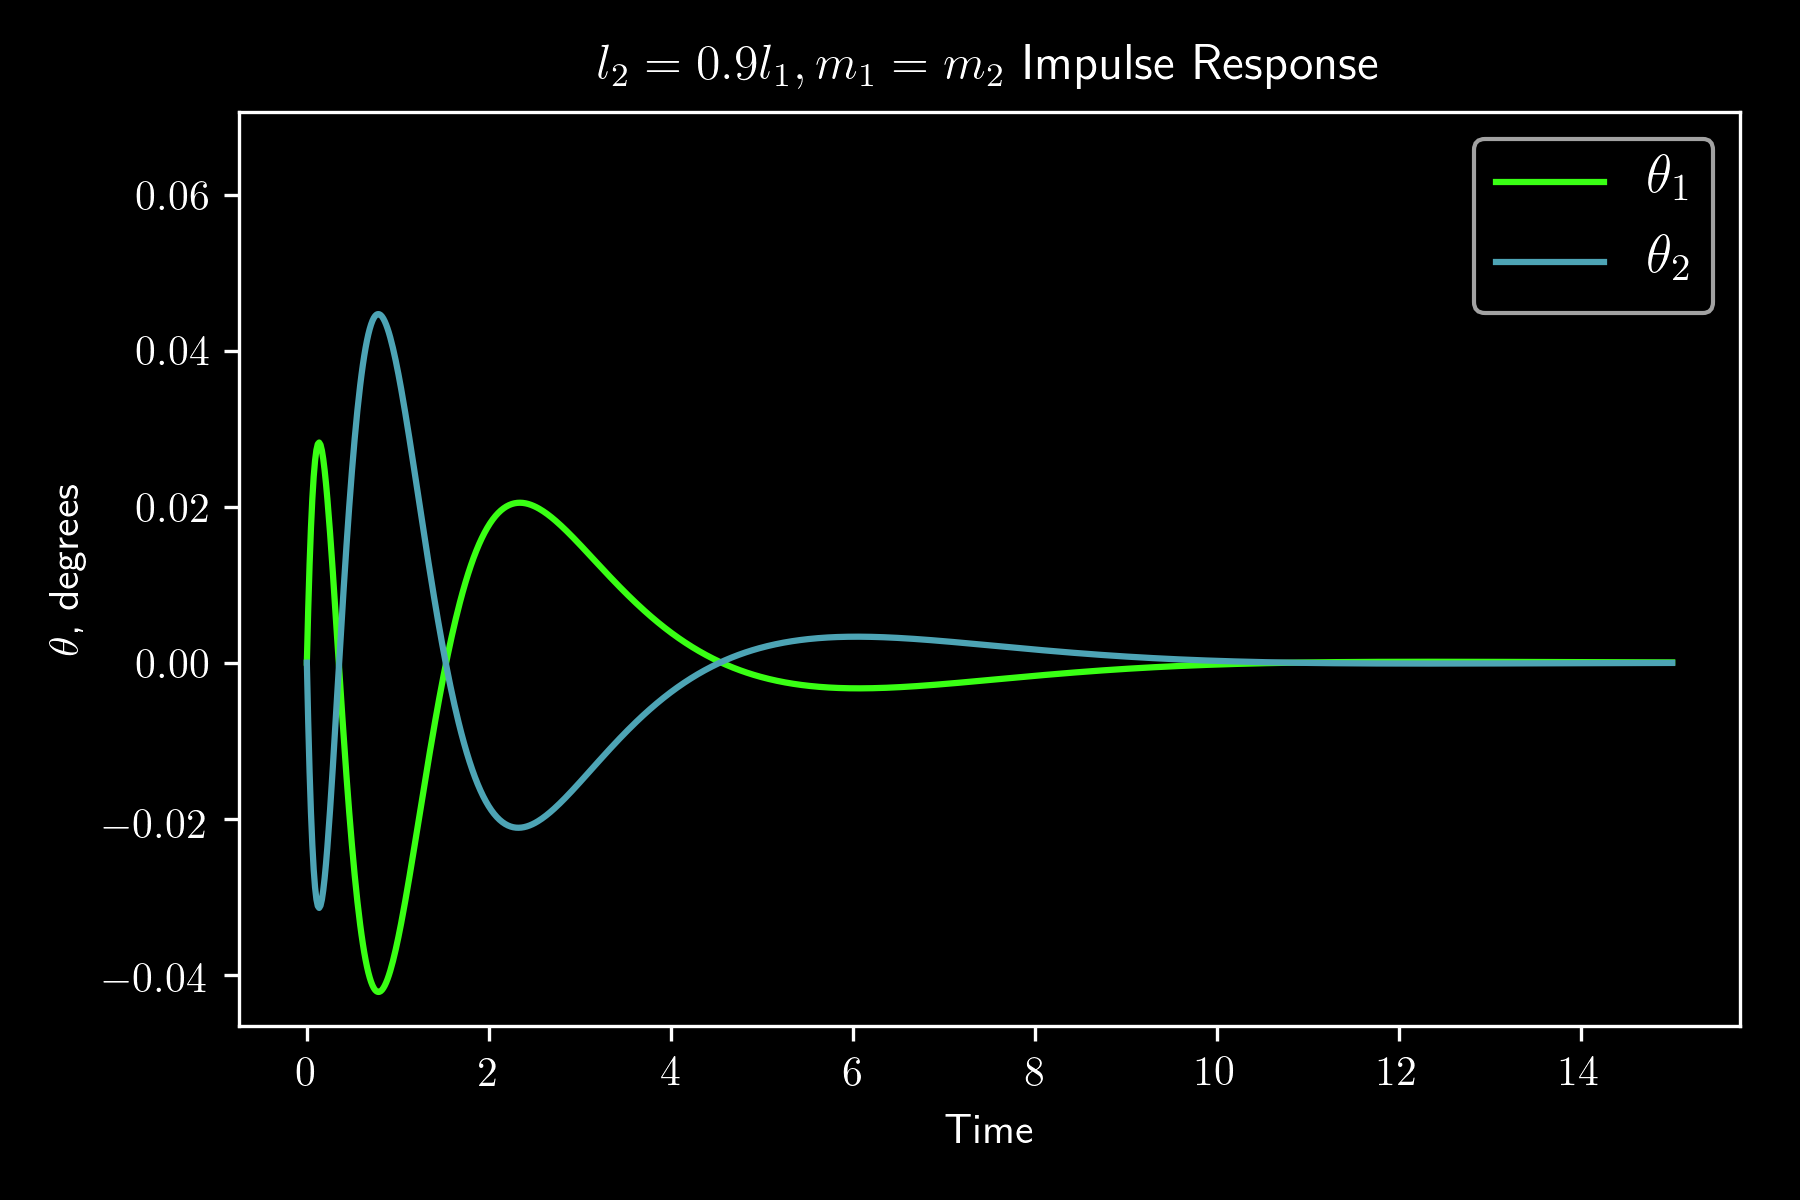 l₂ = 0.9l₁, m₁ = m₂ Impulse Response
θ₁
θ₂
θ, degrees
0.06
0.04
0.02
0.00
−0.02
−0.04
0 2 4 6 8 10 12 14
Time